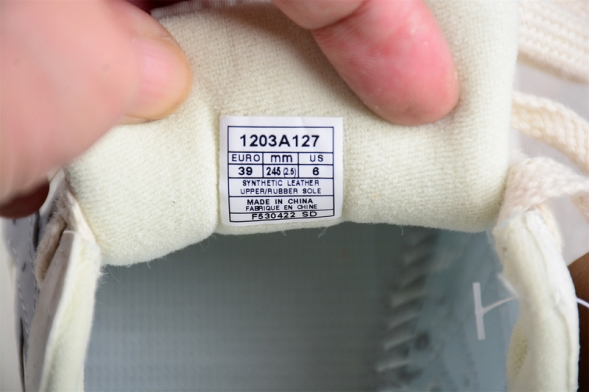 1203A127
EURO mm US
39 245 (2.5) 6
SYNTHETIC LEATHER
UPPER/RUBBER SOLE
MADE IN CHINA
FABRIQUE EN CHINE
F530422 SD